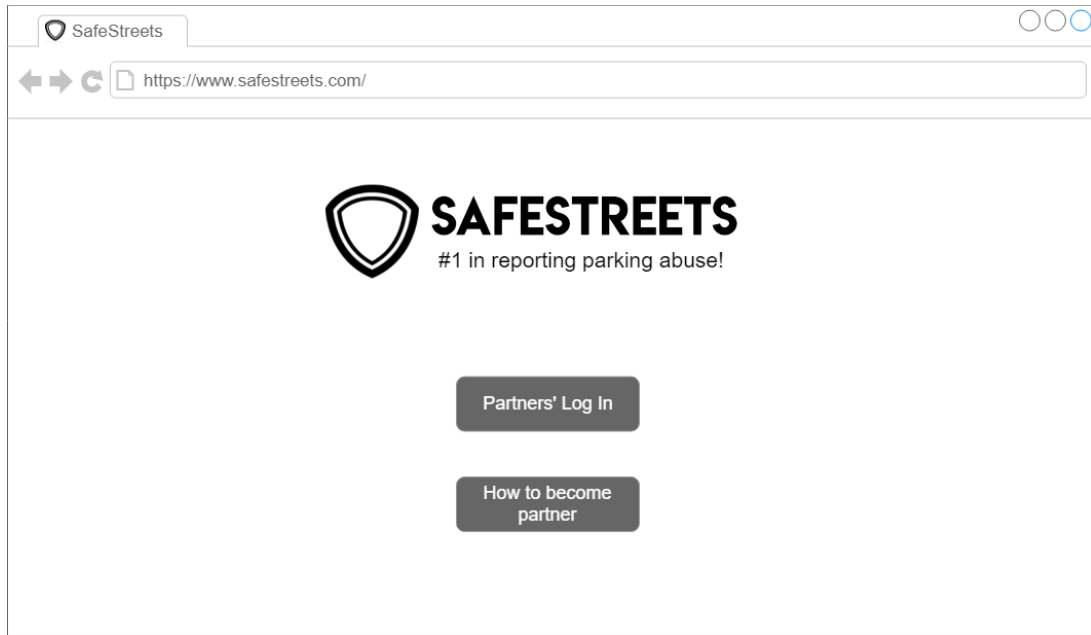 SafeStreets
https://www.safestreets.com/
SAFESTREETS
#1 in reporting parking abuse!
Partners' Log In
How to become
partner